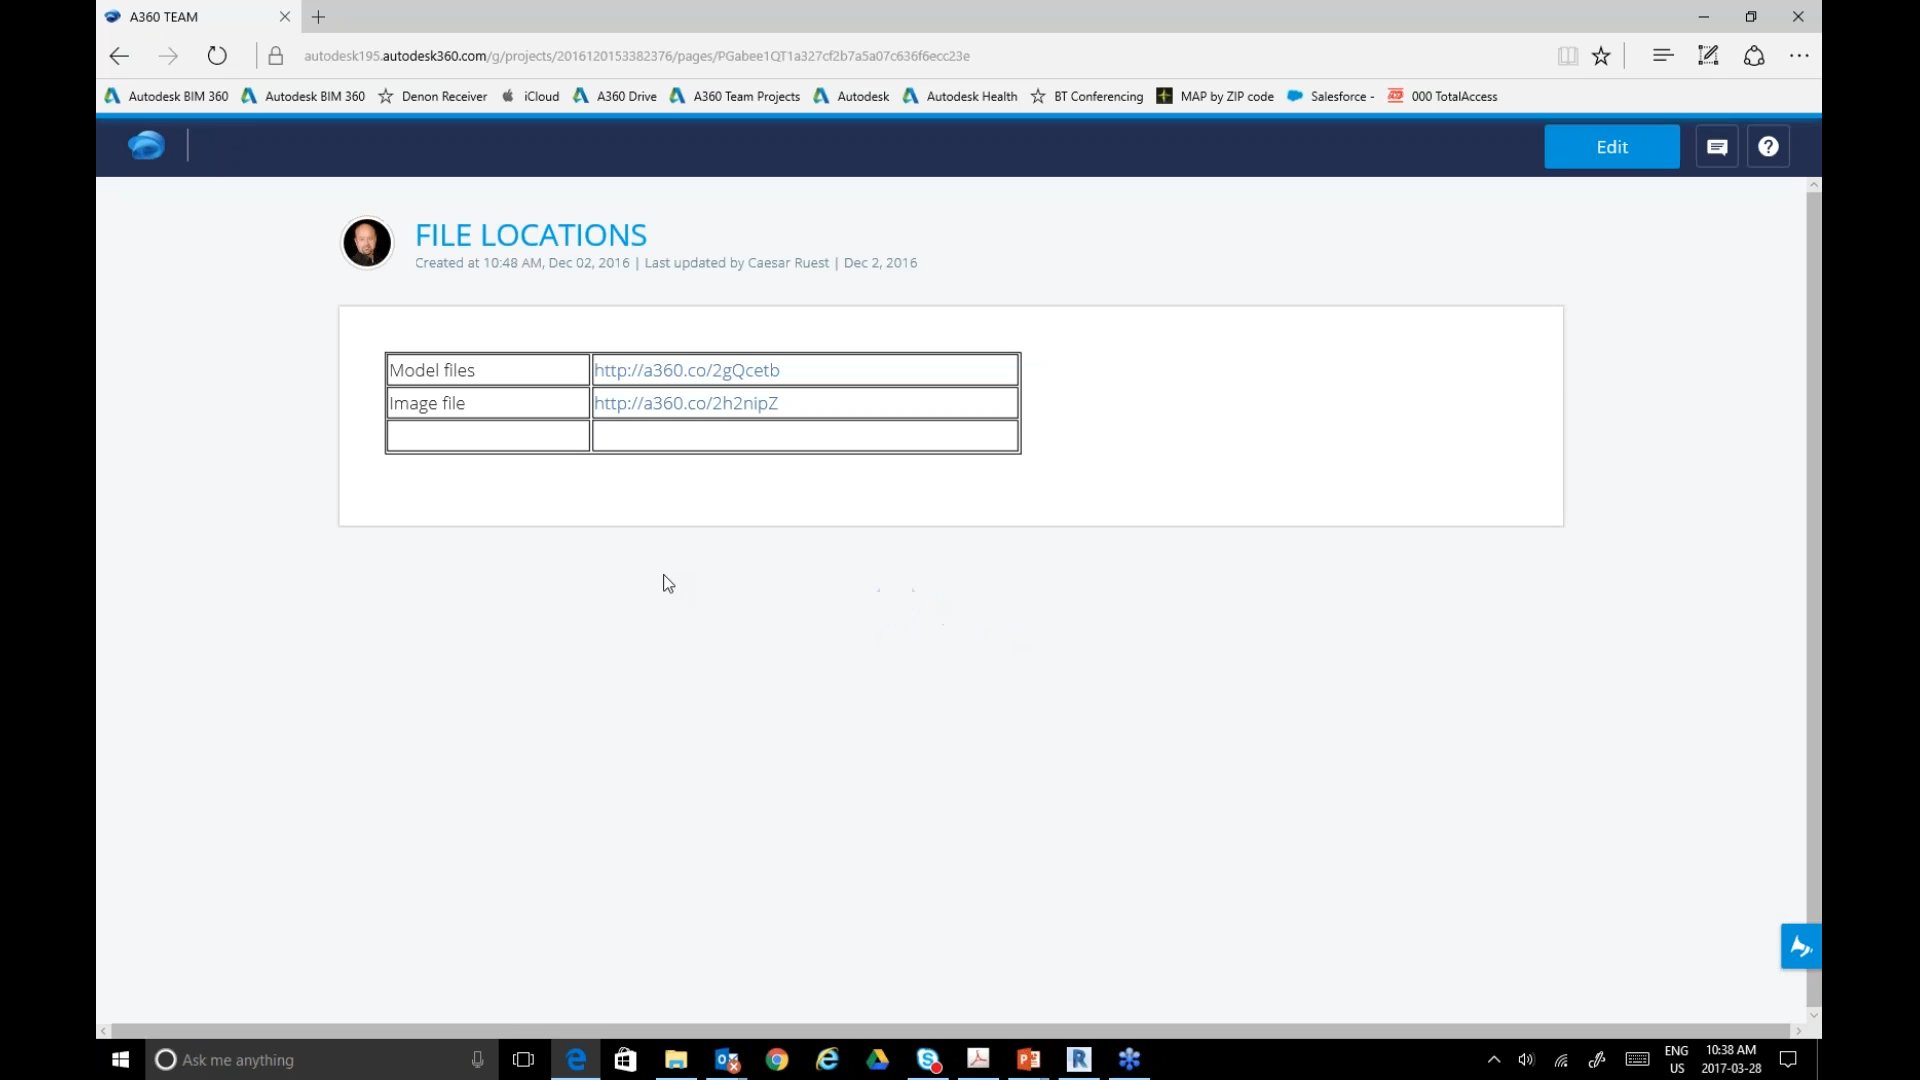 A360 TEAM
autodesk195.autodesk360.com/g/projects/2016120153382376/pages/PGabee1QT1a327cf2b7a5a07c636f6ecc23e
Autodesk BIM 360 Autodesk BIM 360 Denon Receiver iCloud A360 Drive A360 Team Projects Autodesk Autodesk Health BT Conferencing MAP by ZIP code Salesforce - 000 TotalAccess
Edit
FILE LOCATIONS
Created at 10:48 AM, Dec 02, 2016 | Last updated by Caesar Ruest | Dec 2, 2016
Model files http://a360.co/2gQcetb
Image file http://a360.co/2h2nipZ
Ask me anything
ENG 10:38 AM
US 2017-03-28